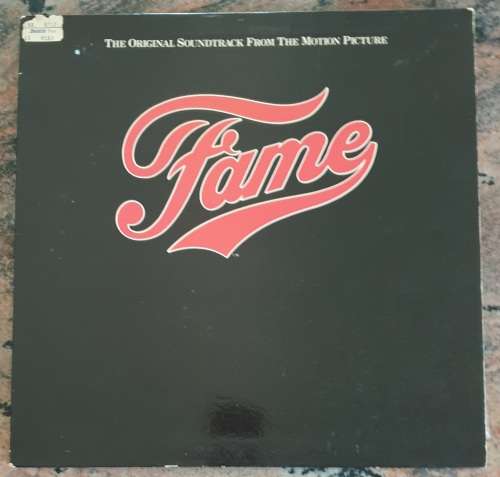 THE ORIGINAL SOUNDTRACK FROM THE MOTION PICTURE
Fame